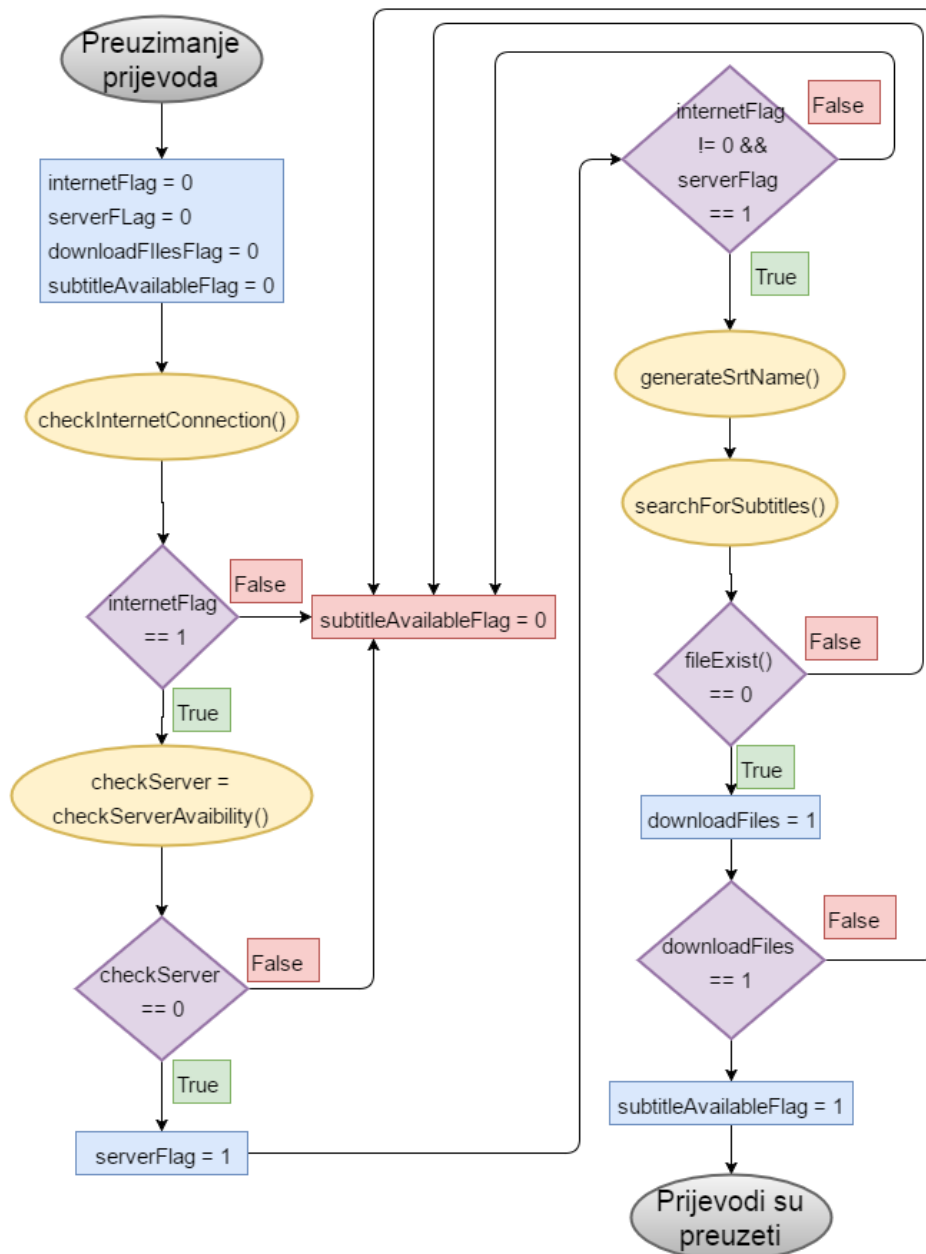 Preuzimanje
prijevoda
internetFlag = 0
serverFLag = 0
downloadFIlesFlag = 0
subtitleAvailableFlag = 0
checkInternetConnection()
internetFlag
== 1
False
subtitleAvailableFlag = 0
True
checkServer =
checkServerAvaibility()
checkServer
== 0
False
True
serverFlag = 1
internetFlag
!= 0 &&
serverFlag
== 1
False
True
generateSrtName()
searchForSubtitles()
fileExist()
== 0
False
True
downloadFiles = 1
downloadFiles
== 1
False
subtitleAvailableFlag = 1
Prijevodi su
preuzeti